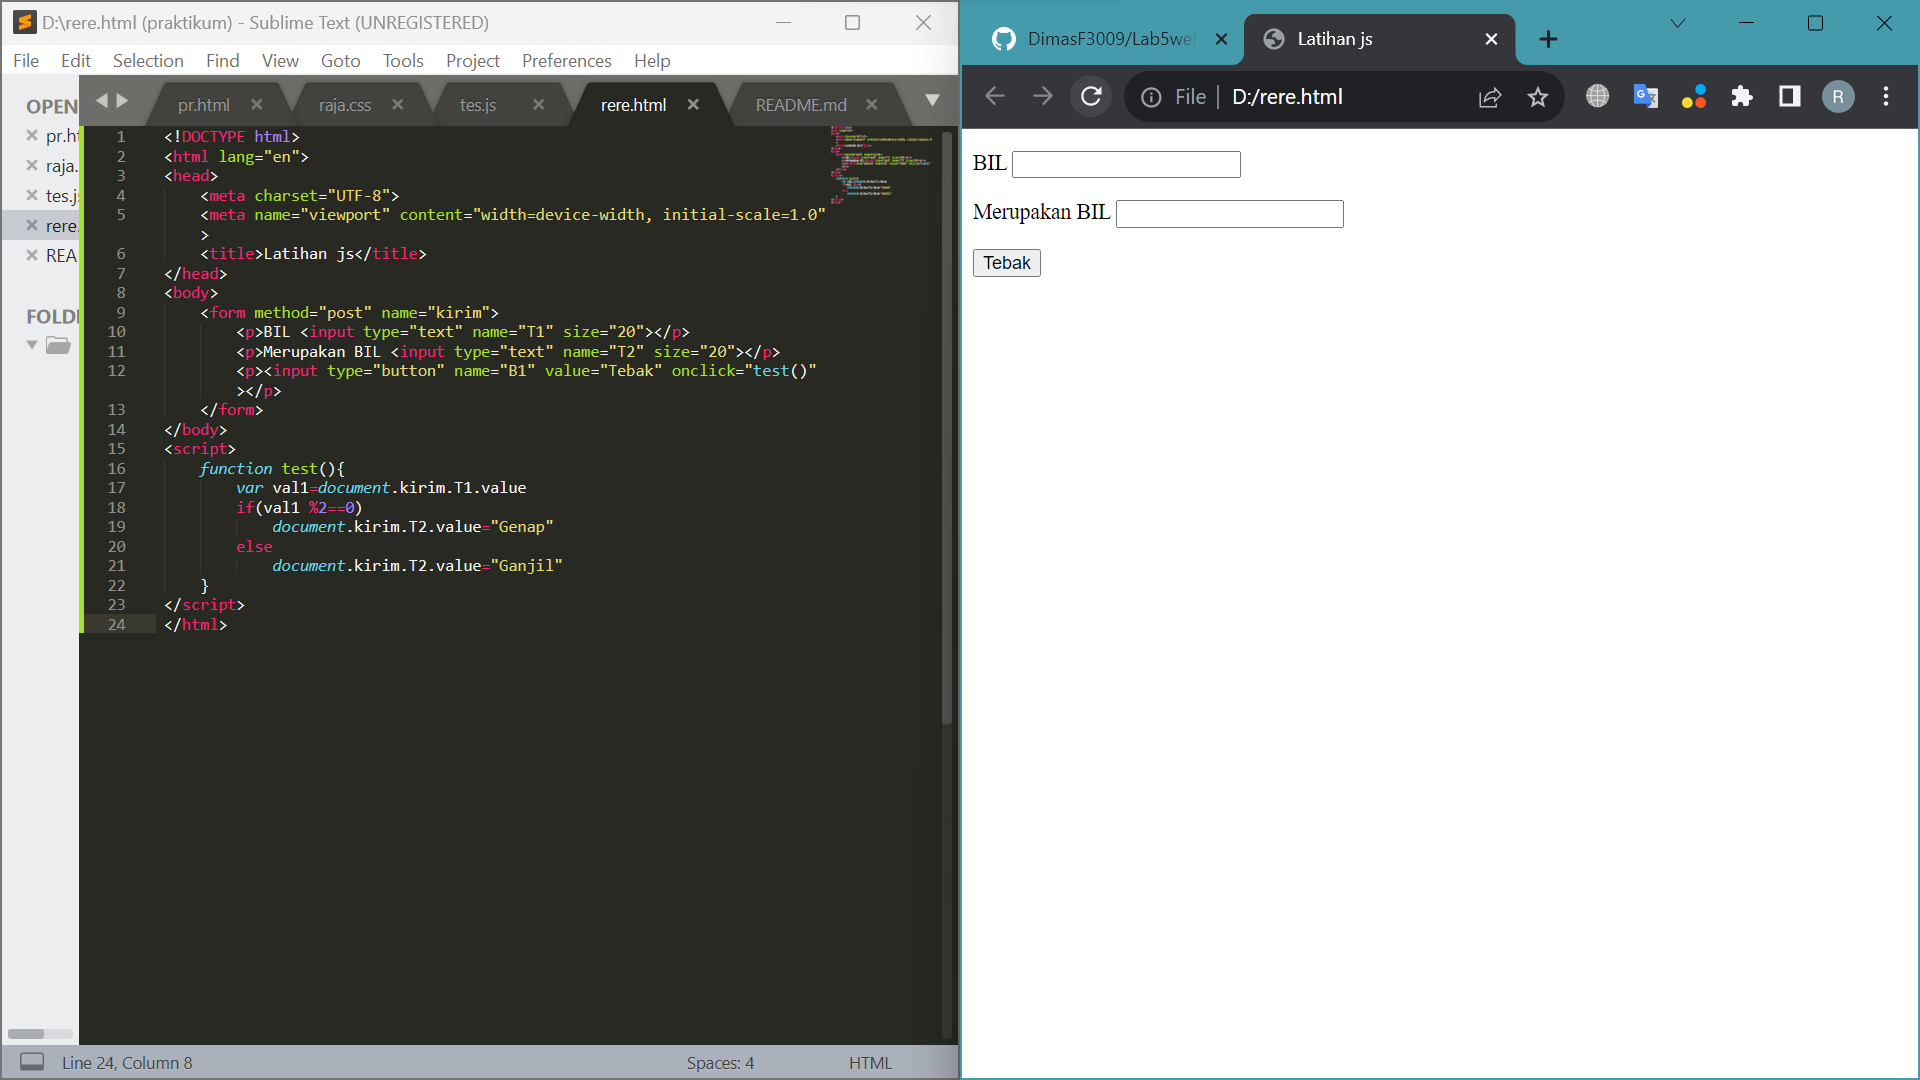 D:\rere.html (praktikum) - Sublime Text (UNREGISTERED)
File Edit Selection Find View Goto Tools Project Preferences Help
OPEN
pr.ht
raja.
tes.j
rere.
REA
FOLD
pr.html raja.css tes.js rere.html README.md
1 <!DOCTYPE html>
2 <html lang="en">
3 <head>
4 <meta charset="UTF-8">
5 <meta name="viewport" content="width=device-width, initial-scale=1.0"
>
6 <title>Latihan js</title>
7 </head>
8 <body>
9 <form method="post" name="kirim">
10 <p>BIL <input type="text" name="T1" size="20"></p>
11 <p>Merupakan BIL <input type="text" name="T2" size="20"></p>
12 <p><input type="button" name="B1" value="Tebak" onclick="test()"
></p>
13 </form>
14 </body>
15 <script>
16 function test(){
17 var val1=document.kirim.T1.value
18 if(val1 %2==0)
19 document.kirim.T2.value="Genap"
20 else
21 document.kirim.T2.value="Ganjil"
22 }
23 </script>
24 </html>
Line 24, Column 8 Spaces: 4 HTML
DimasF3009/Lab5we Latihan js
File D:/rere.html R
BIL
Merupakan BIL
Tebak